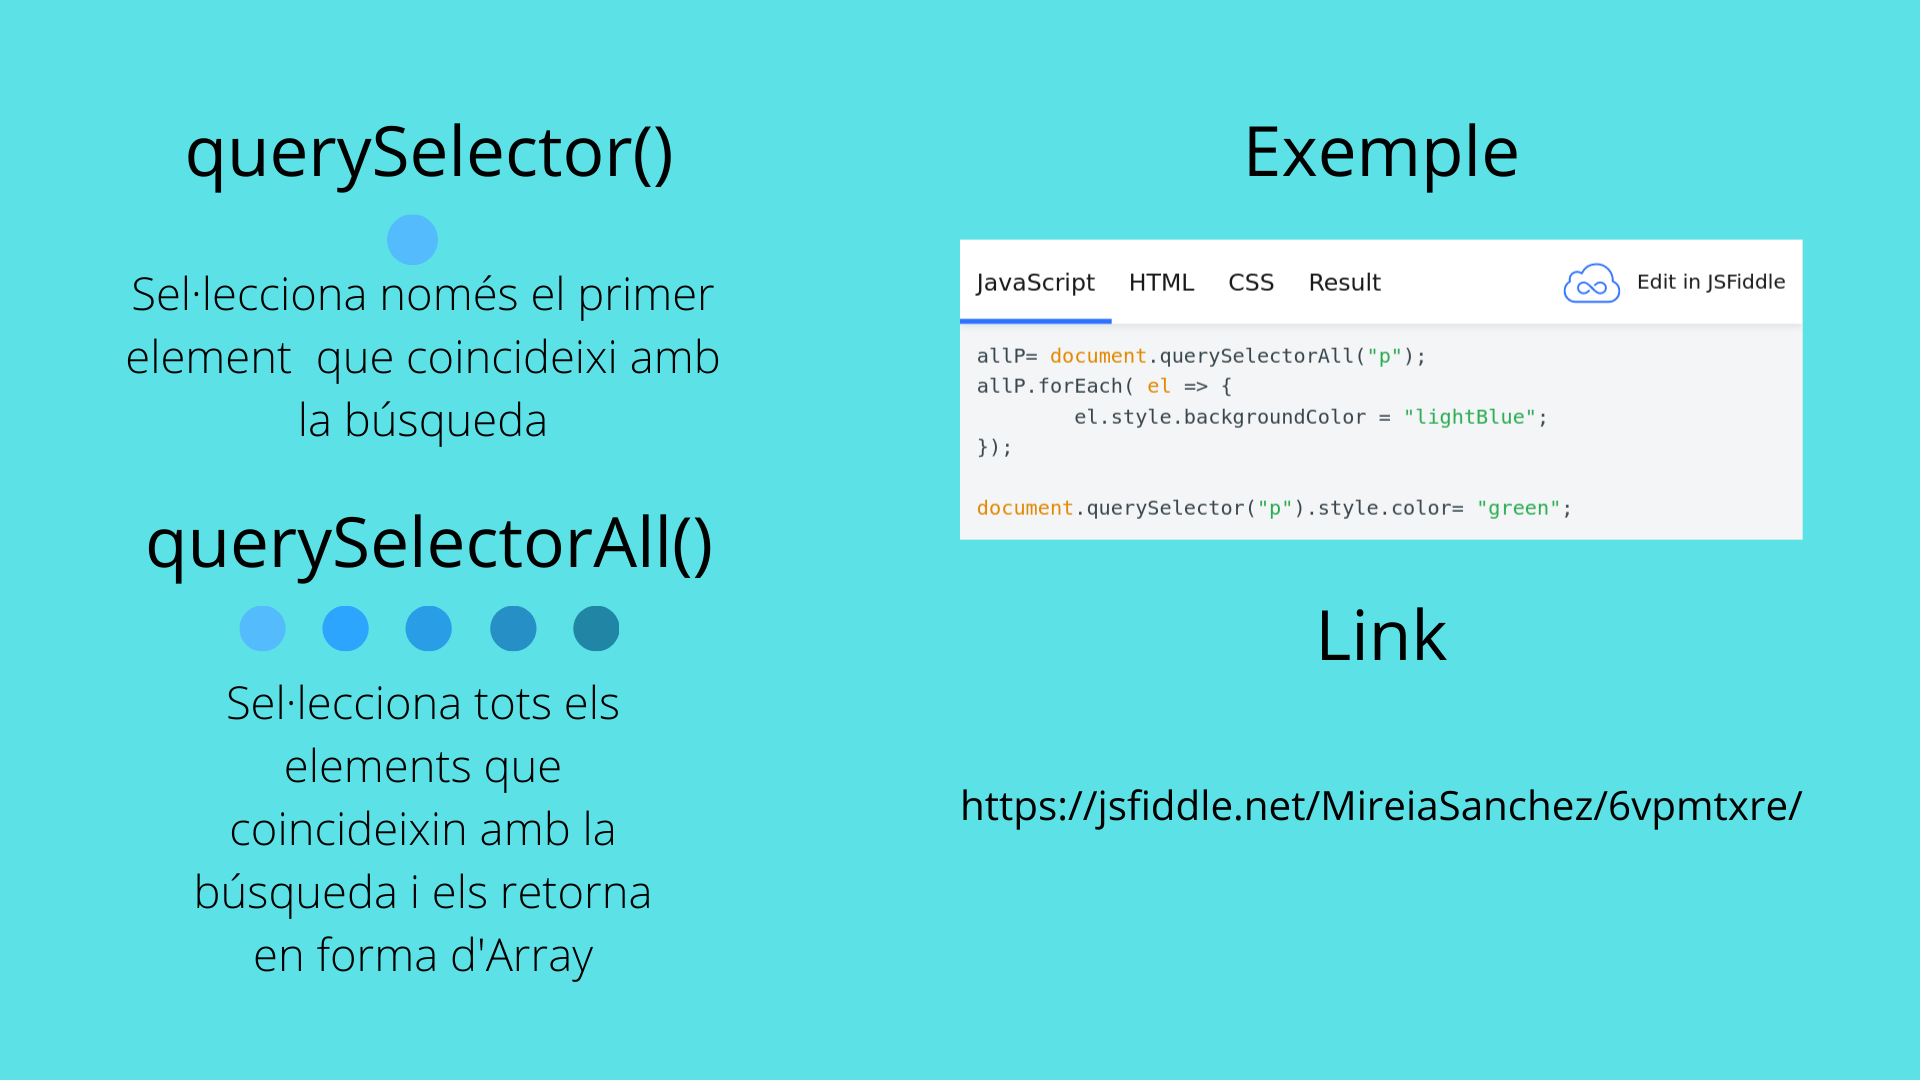 querySelector()
Sel·lecciona només el primer
element  que coincideixi amb
la búsqueda
querySelectorAll()
Sel·lecciona tots els
elements que
coincideixin amb la
búsqueda i els retorna
en forma d'Array
Exemple
JavaScript HTML CSS Result Edit in JSFiddle
allP= document.querySelectorAll("p");
allP.forEach( el => {
        el.style.backgroundColor = "lightBlue";
});
document.querySelector("p").style.color= "green";
Link
https://jsfiddle.net/MireiaSanchez/6vpmtxre/